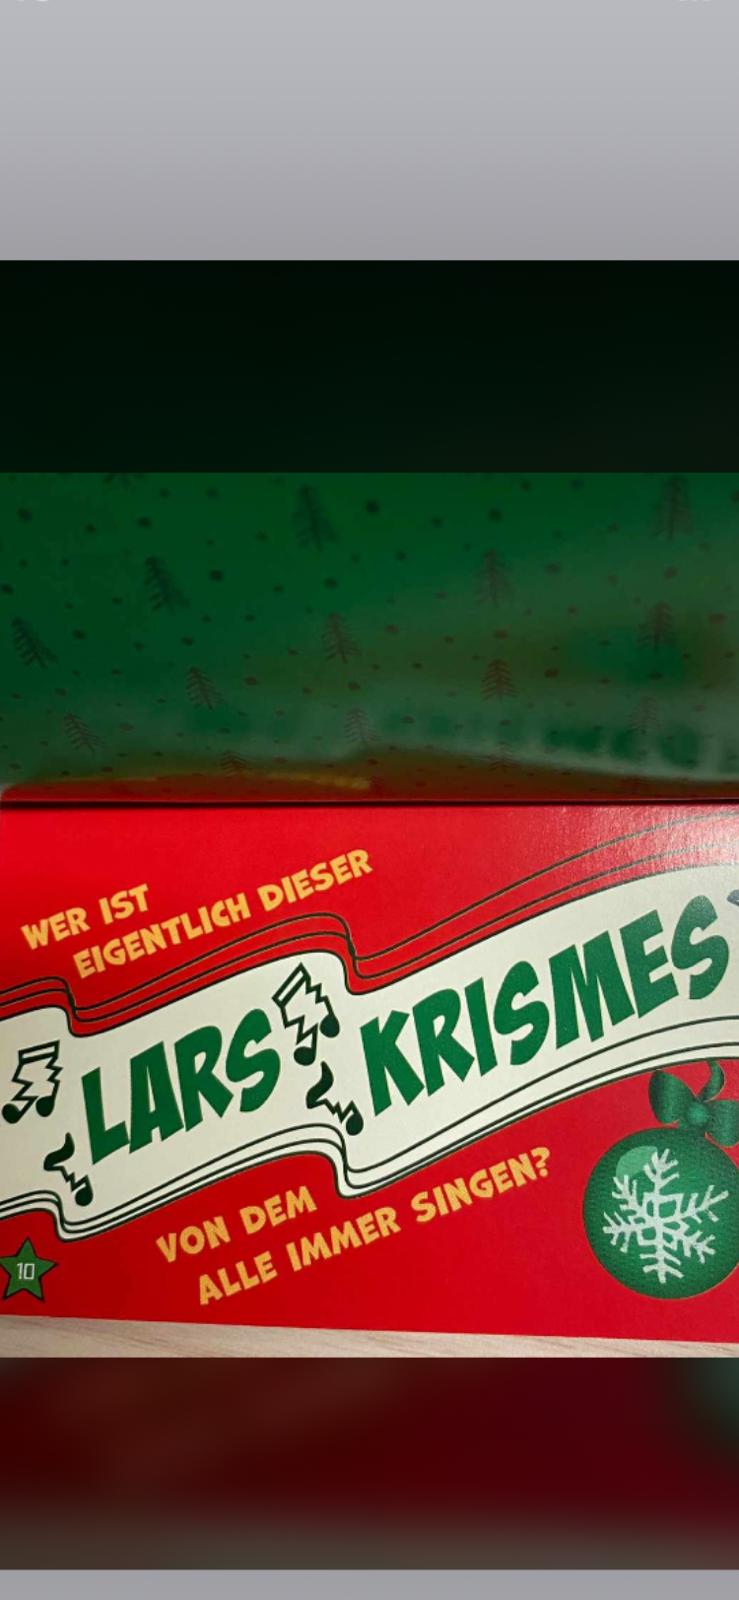 WER IST
EIGENTLICH DIESER
LARS KRISMES
VON DEM
ALLE IMMER SINGEN?
10